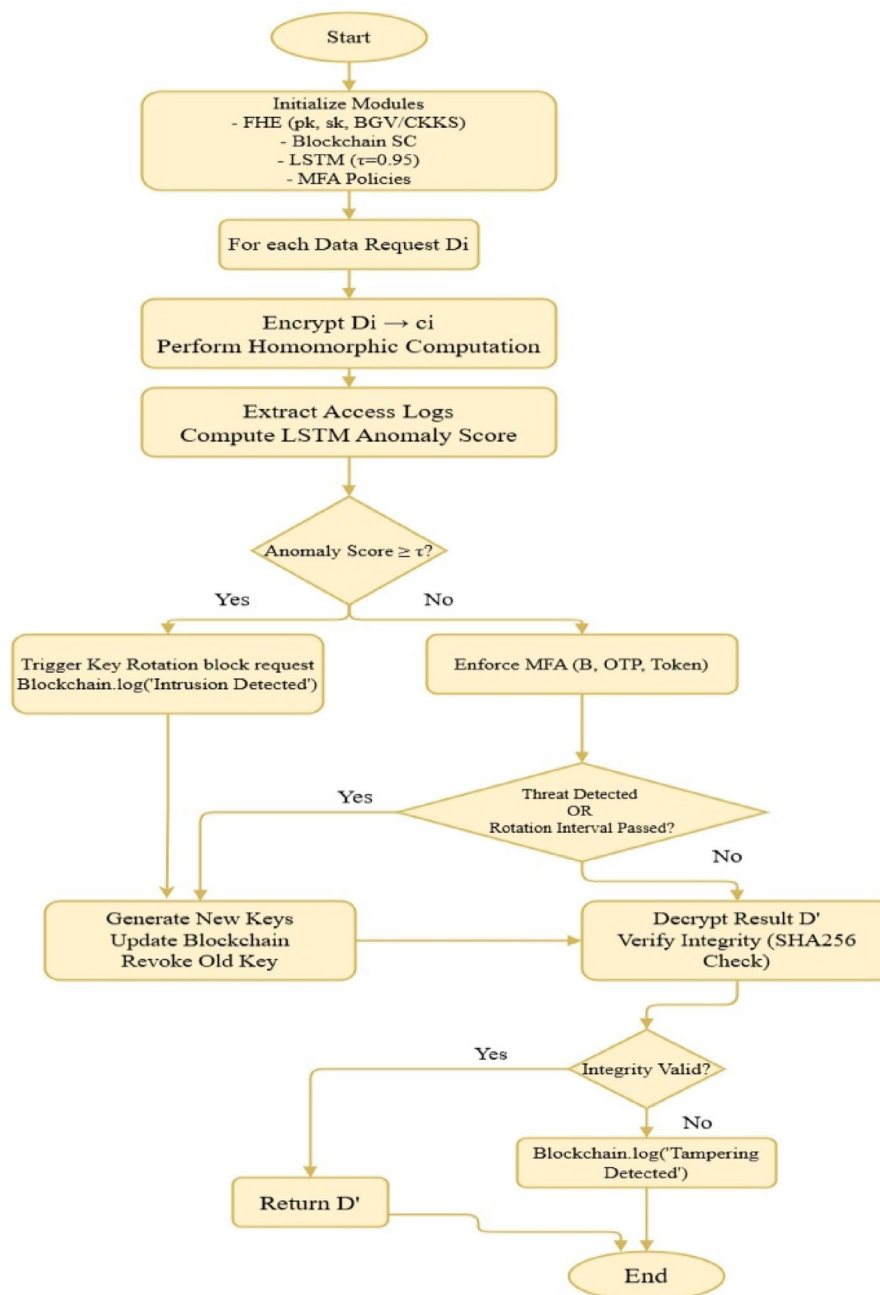 Start
Initialize Modules
- FHE (pk, sk, BGV/CKKS)
- Blockchain SC
- LSTM (τ=0.95)
- MFA Policies
For each Data Request Di
Encrypt Di → ci
Perform Homomorphic Computation
Extract Access Logs
Compute LSTM Anomaly Score
Anomaly Score ≥ τ?
Yes
No
Trigger Key Rotation block request
Blockchain.log('Intrusion Detected')
Enforce MFA (B, OTP, Token)
Threat Detected
OR
Rotation Interval Passed?
Yes
No
Generate New Keys
Update Blockchain
Revoke Old Key
Decrypt Result D'
Verify Integrity (SHA256
Check)
Integrity Valid?
Yes
No
Blockchain.log('Tampering
Detected')
Return D'
End